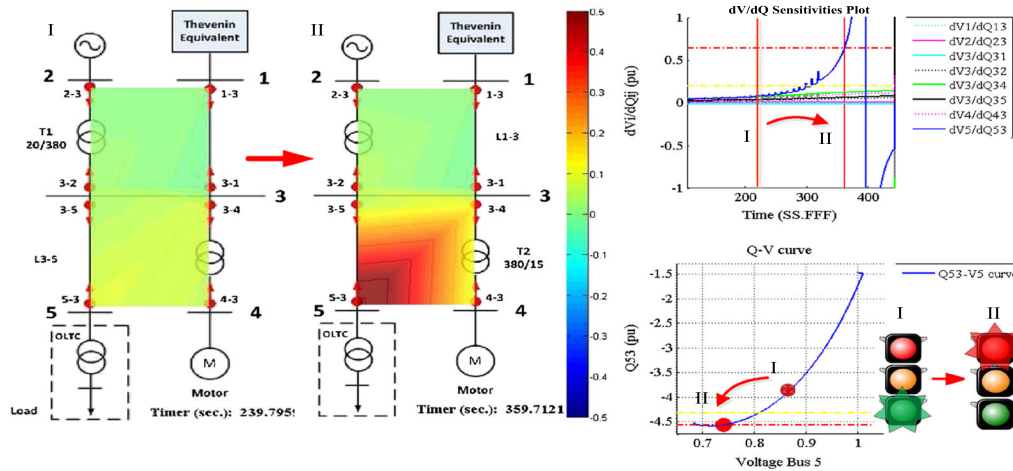 I
Thevenin
Equivalent
2
1
2-3
1-3
T1
20/380
3-2
3-1
3
3-5
3-4
L3-5
5-3
4-3
5
4
OLTC
M
Motor
Load
Timer (sec.): 239.795
II
Thevenin
Equivalent
2
1
2-3
1-3
L1-3
3-2
3-1
3
3-5
3-4
T2
380/15
5-3
4-3
5
4
OLTC
M
Motor
Timer (sec.): 359.7121
0.5
0.4
0.3
0.2
0.1
0
-0.1
-0.2
-0.3
-0.4
-0.5
dV/dQ Sensitivities Plot
dVi/dQij (pu)
1
0.5
0
-0.5
-1
I
II
200
300
400
Time (SS.FFF)
dV1/dQ13
dV2/dQ23
dV3/dQ31
dV3/dQ32
dV3/dQ34
dV3/dQ35
dV4/dQ43
dV5/dQ53
Q-V curve
Q53 (pu)
-1.5
-2
-2.5
-3
-3.5
-4
-4.5
I
II
0.7
0.8
0.9
1
Voltage Bus 5
Q53-V5 curve
I
II